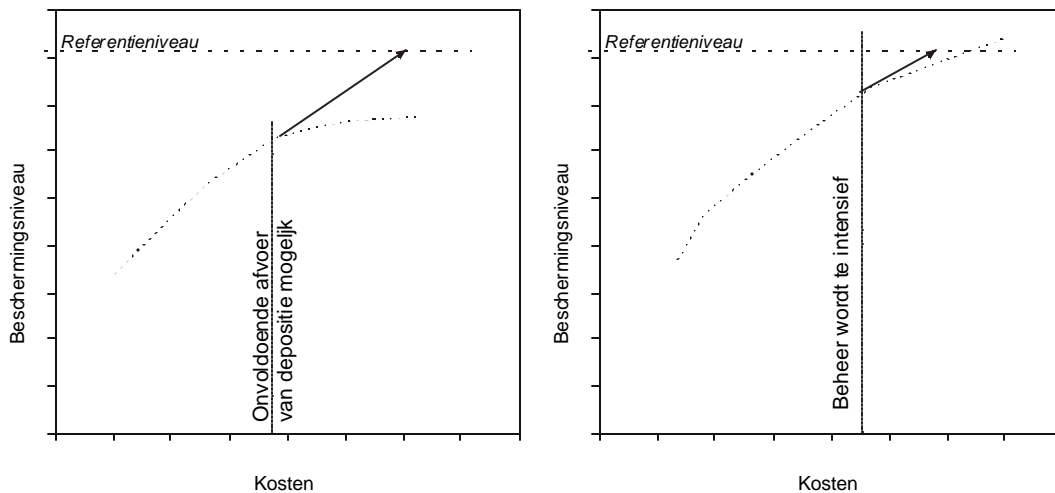 Referentieniveau
Beschermingsniveau
Onvoldoende afvoer
van depositie mogelijk
Kosten
Referentieniveau
Beschermingsniveau
Beheer wordt te intensief
Kosten